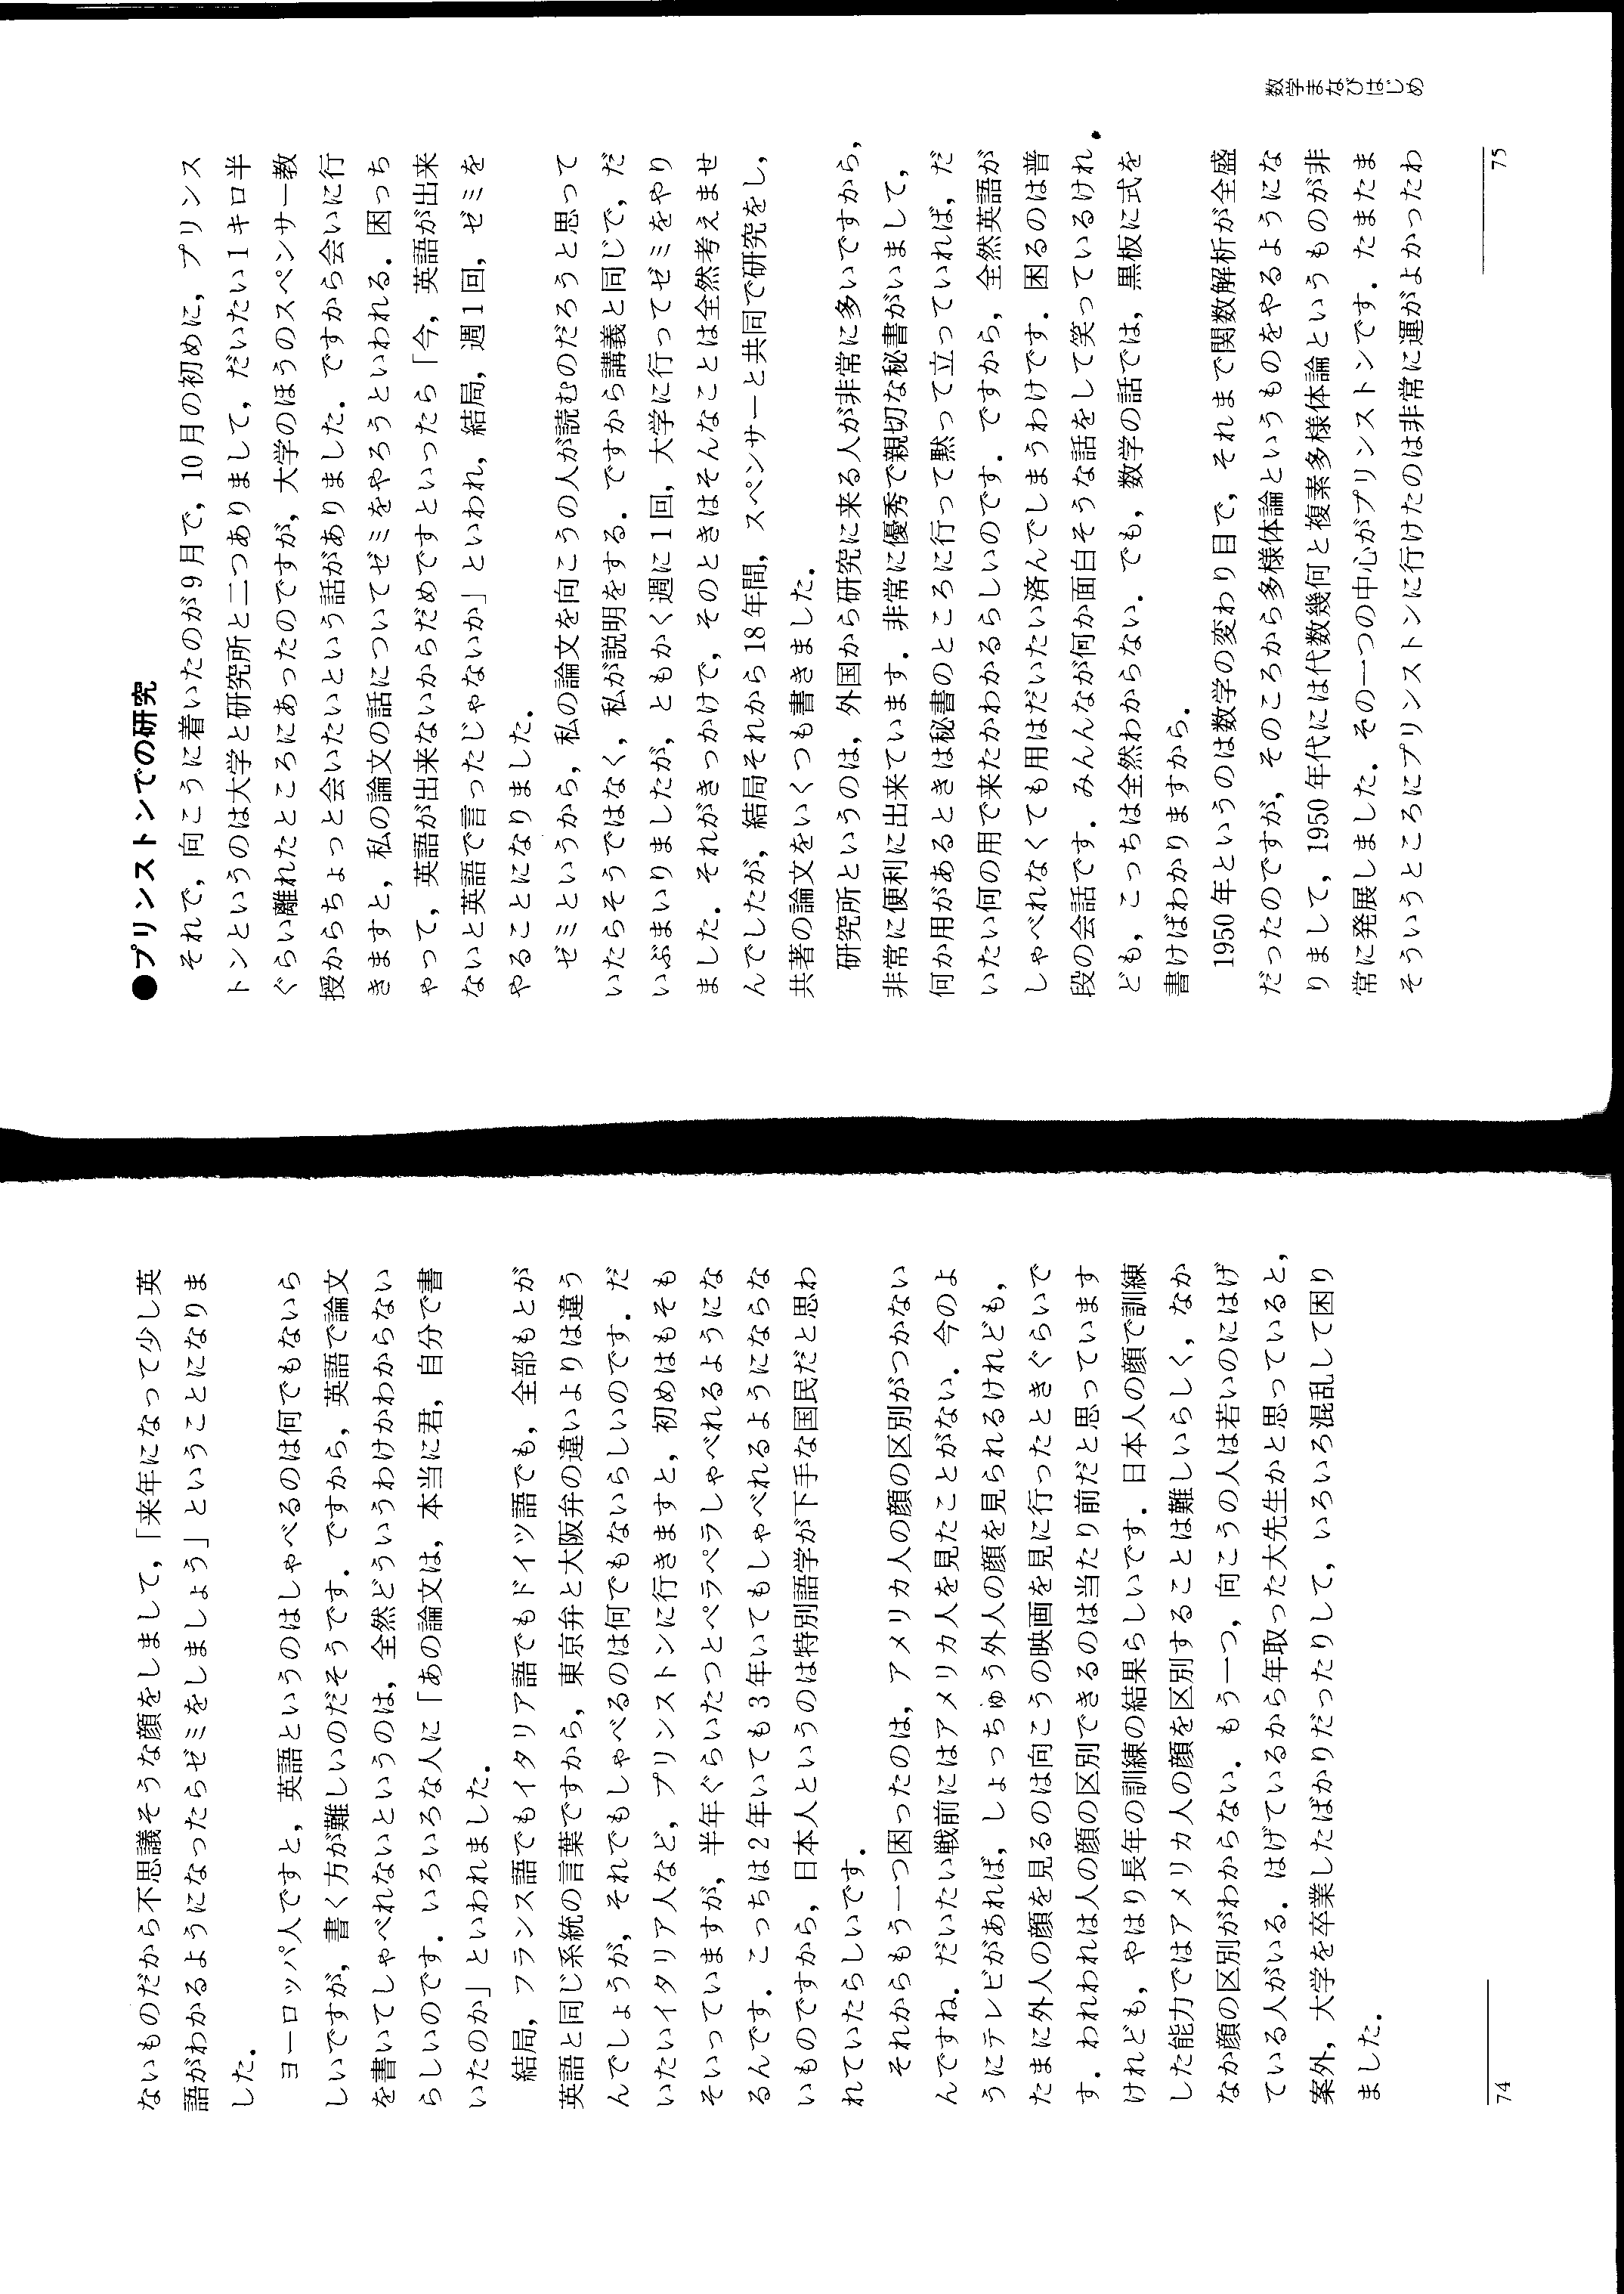 ないものだから不思議そうな顔をしまして，「来年になって少し英
語がわかるようになったらゼミをしましょう」ということになりま
した．
ヨーロッパ人ですと，英語というのはしゃべるのは何でもないら
しいですが，書く方が難しいのだそうです．ですから，英語で論文
を書いてしゃべれないというのは，全然どういうわけかわからない
らしいのです．いろいろな人に「あの論文は，本当に君，自分で書
いたのか」といわれました．
結局，フランス語でもイタリア語でもドイツ語でも，全部もとが
英語と同じ系統の言葉ですから，東京弁と大阪弁の違いよりは違う
んでしょうが，それでもしゃべるのは何でもないらしいのです．だ
いたいイタリア人など，プリンストンに行きますと，初めはもそも
そいっていますが，半年ぐらいたつとペラペラしゃべれるようにな
るんです．こっちは2年いても3年いてもしゃべれるようにならな
いものですから，日本人というのは特別語学が下手な国民だと思わ
れていたらしいです．
それからもう一つ困ったのは，アメリカ人の顔の区別がつかない
んですね．だいたい戦前にはアメリカ人を見たことがない．今のよ
うにテレビがあれば，しょっちゅう外人の顔を見られるけれども，
たまに外人の顔を見るのは向こうの映画を見に行ったときぐらいで
す．われわれは人の顔の区別できるのは当たり前だと思っています
けれども，やはり長年の訓練の結果らしいです．日本人の顔で訓練
した能力ではアメリカ人の顔を区別することは難しいらしく，なか
なか顔の区別がわからない．もう一つ，向こうの人は若いのにはげ
ている人がいる．はげているから年取った大先生かと思っていると，
案外，大学を卒業したばかりだったりして，いろいろ混乱して困り
ました．
74
●プリンストンでの研究
それで，向こうに着いたのが9月で，10月の初めに，プリンス
トンというのは大学と研究所と二つありまして，だいたい1キロ半
ぐらい離れたところにあったのですが，大学のほうのスペンサー教
授からちょっと会いたいという話がありました．ですから会いに行
きますと，私の論文の話についてゼミをやろうといわれる．困っち
ゃって，英語が出来ないからだめですといったら「今，英語が出来
ないと英語で言ったじゃないか」といわれ，結局，週1回，ゼミを
やることになりました．
ゼミというから，私の論文を向こうの人が読むのだろうと思って
いたらそうではなく，私が説明をする．ですから講義と同じで，だ
いぶまいりましたが，ともかく週に1回，大学に行ってゼミをやり
ました．それがきっかけで，そのときはそんなことは全然考えませ
んでしたが，結局それから18年間，スペンサーと共同で研究をし，
共著の論文をいくつも書きました．
研究所というのは，外国から研究に来る人が非常に多いですから，
非常に便利に出来ています．非常に優秀で親切な秘書がいまして，
何か用があるときは秘書のところに行って黙って立っていれば，だ
いたい何の用で来たかわかるらしいのです．ですから，全然英語が
しゃべれなくても用はだいたい済んでしまうわけです．困るのは普
段の会話です．みんなが何か面白そうな話をして笑っているけれ
ども，こっちは全然わからない．でも，数学の話では，黒板に式を
書けばわかりますから．
1950年というのは数学の変わり目で，それまで関数解析が全盛
だったのですが，そのころから多様体論というものをやるようにな
りまして，1950年代には代数幾何と複素多様体論というものが非
常に発展しました．その一つの中心がプリンストンです．たまたま
そういうところにプリンストンに行けたのは非常に運がよかったわ
数学まなびはじめ
75